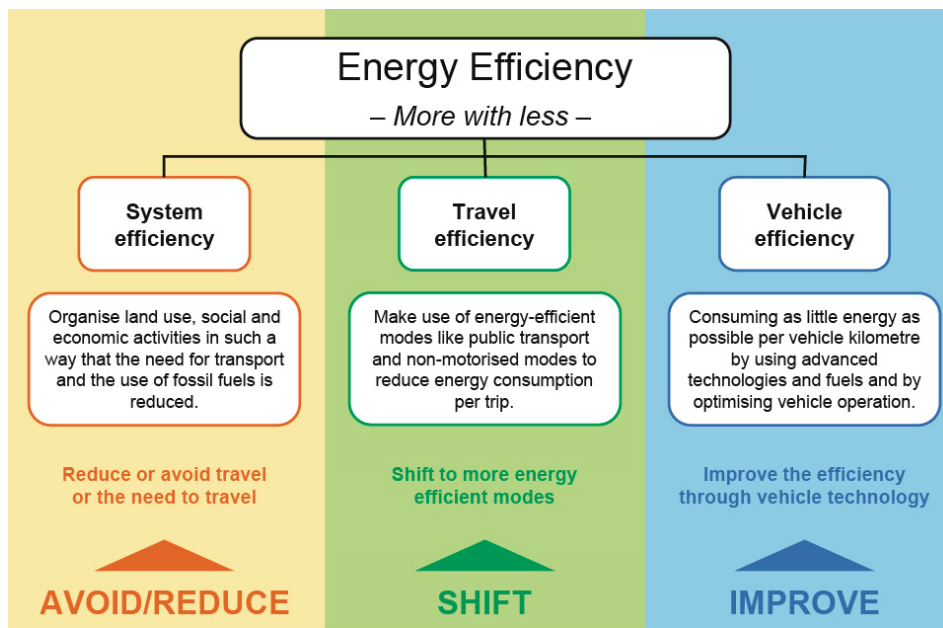 Energy Efficiency
– More with less –
System
efficiency
Organise land use, social and
economic activities in such a
way that the need for transport
and the use of fossil fuels is
reduced.
Reduce or avoid travel
or the need to travel
AVOID/REDUCE
Travel
efficiency
Make use of energy-efficient
modes like public transport
and non-motorised modes to
reduce energy consumption
per trip.
Shift to more energy
efficient modes
SHIFT
Vehicle
efficiency
Consuming as little energy as
possible per vehicle kilometre
by using advanced
technologies and fuels and by
optimising vehicle operation.
Improve the efficiency
through vehicle technology
IMPROVE